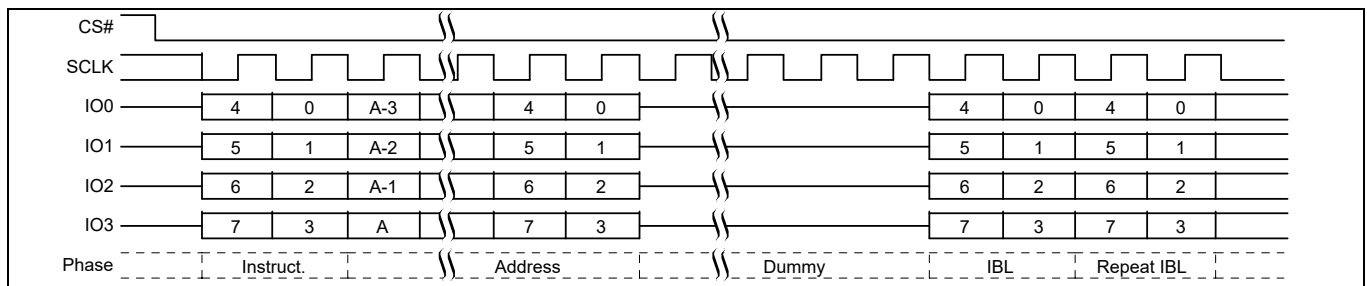 CS#
SCLK
IO0 4 0 A-3 4 0 4 0 4 0
IO1 5 1 A-2 5 1 5 1 5 1
IO2 6 2 A-1 6 2 6 2 6 2
IO3 7 3 A 7 3 7 3 7 3
Phase Instruct. Address Dummy IBL Repeat IBL